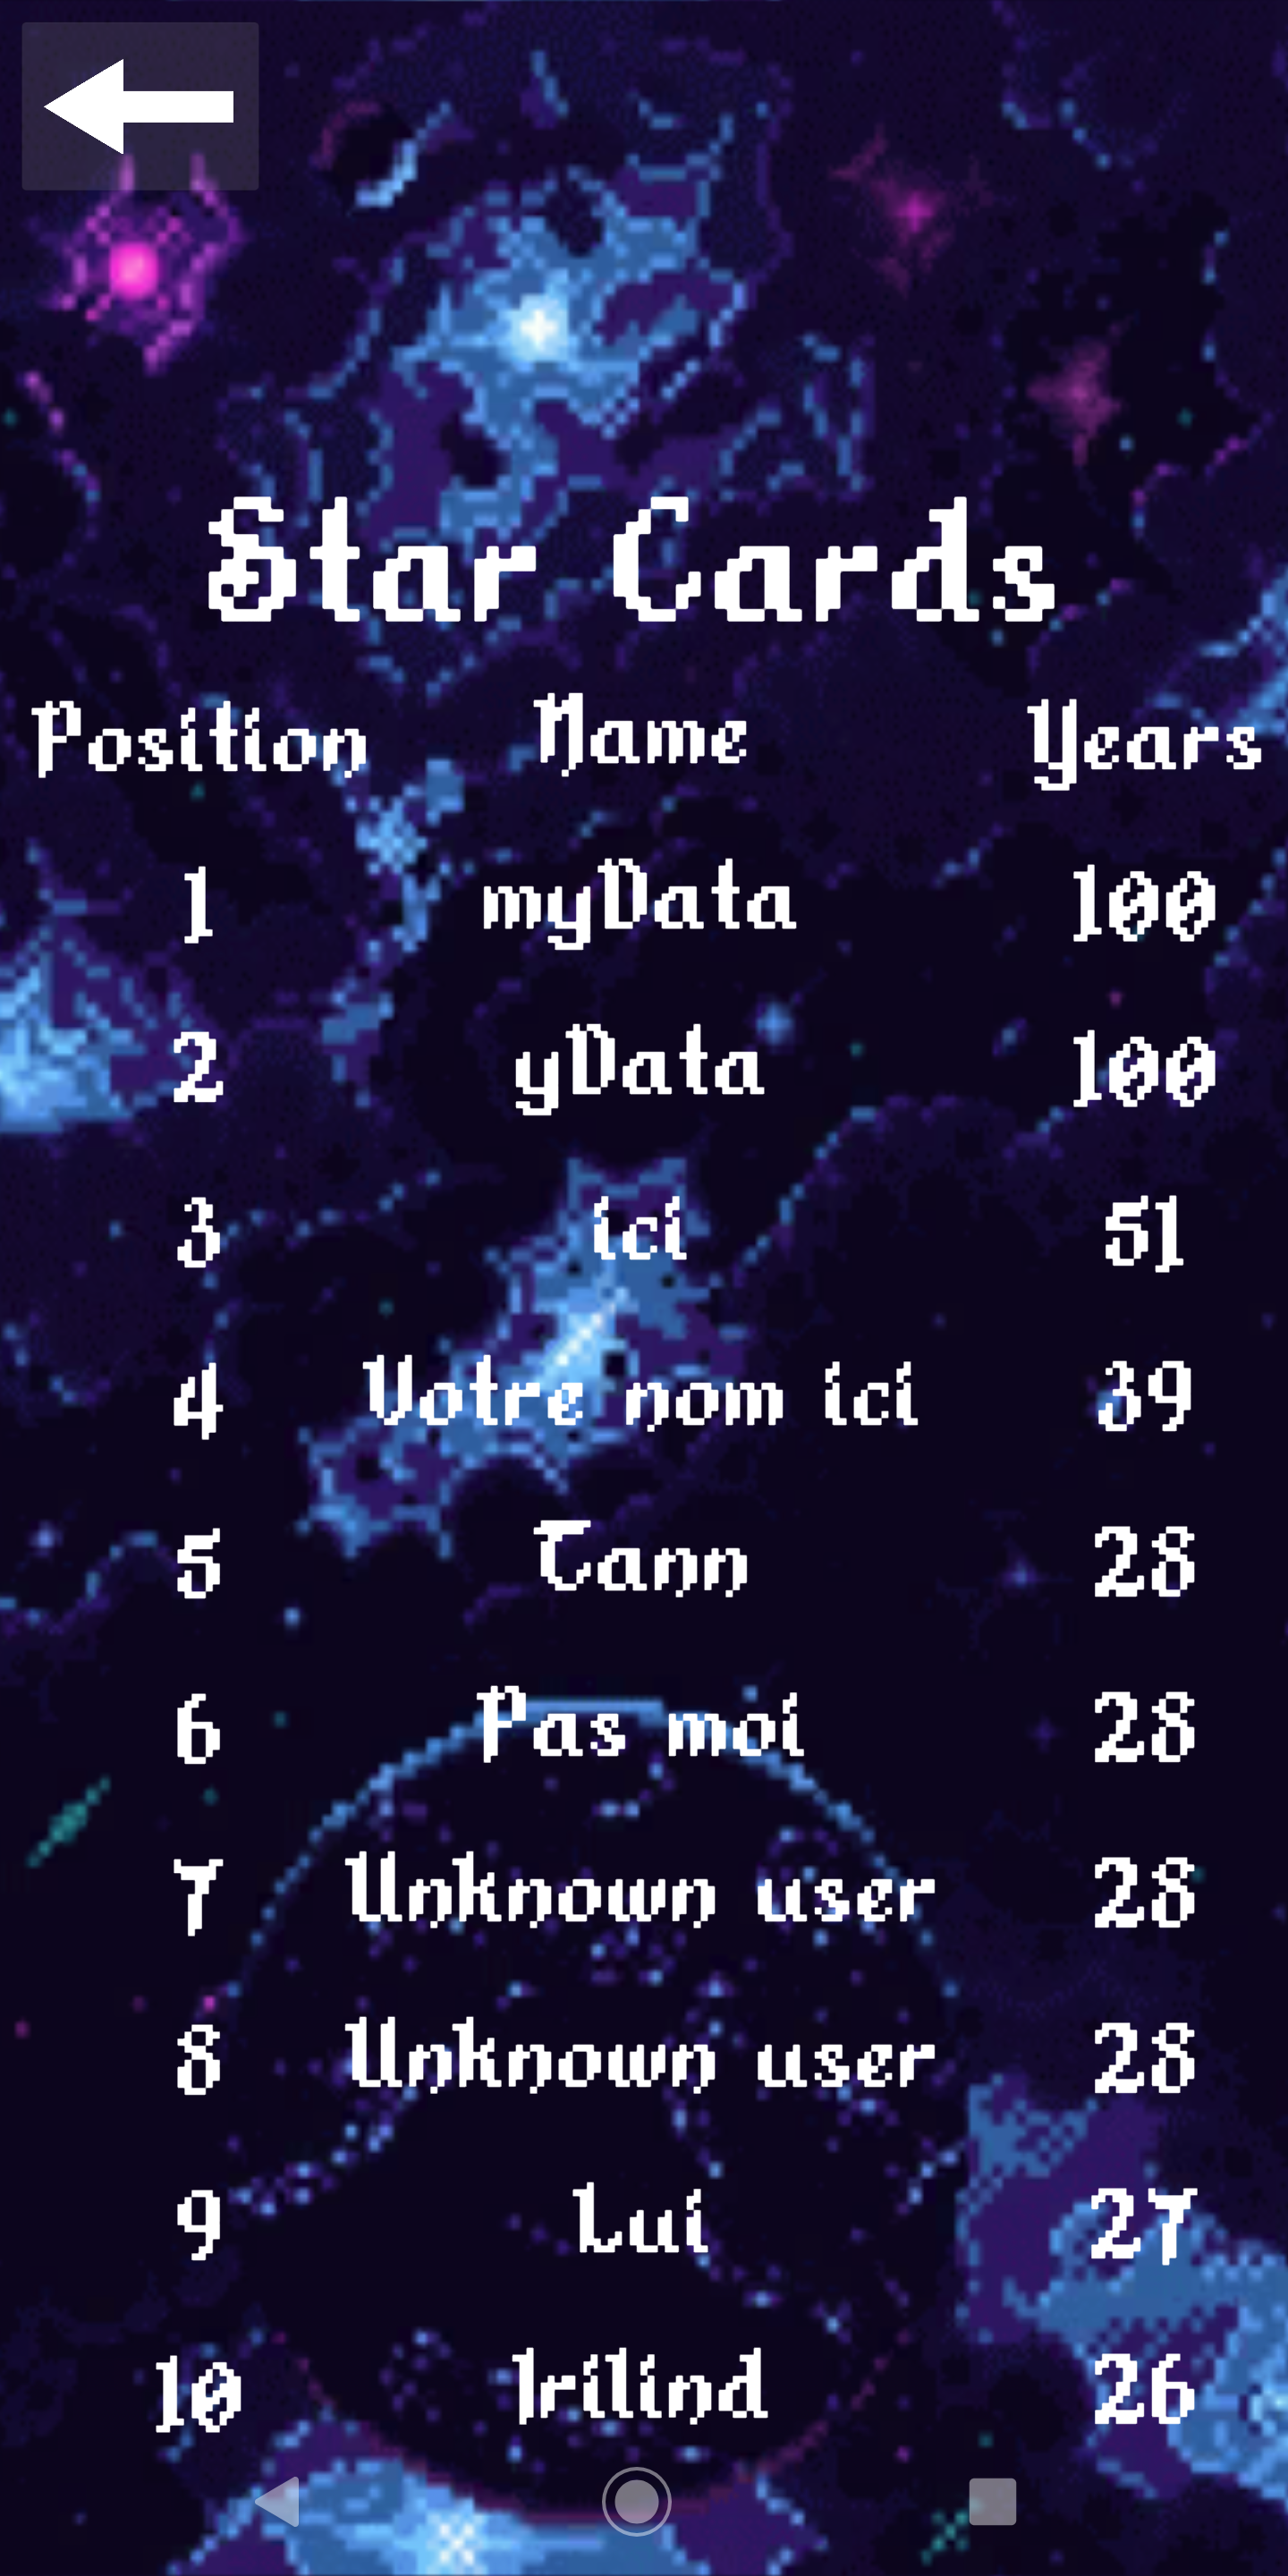 Star Cards
Position Name Years
1 myData 100
2 yData 100
3 ici 51
4 Votre nom ici 39
5 Tann 28
6 Pas moi 28
7 Unknown user 28
8 Unknown user 28
9 Lui 27
10 Irilind 26